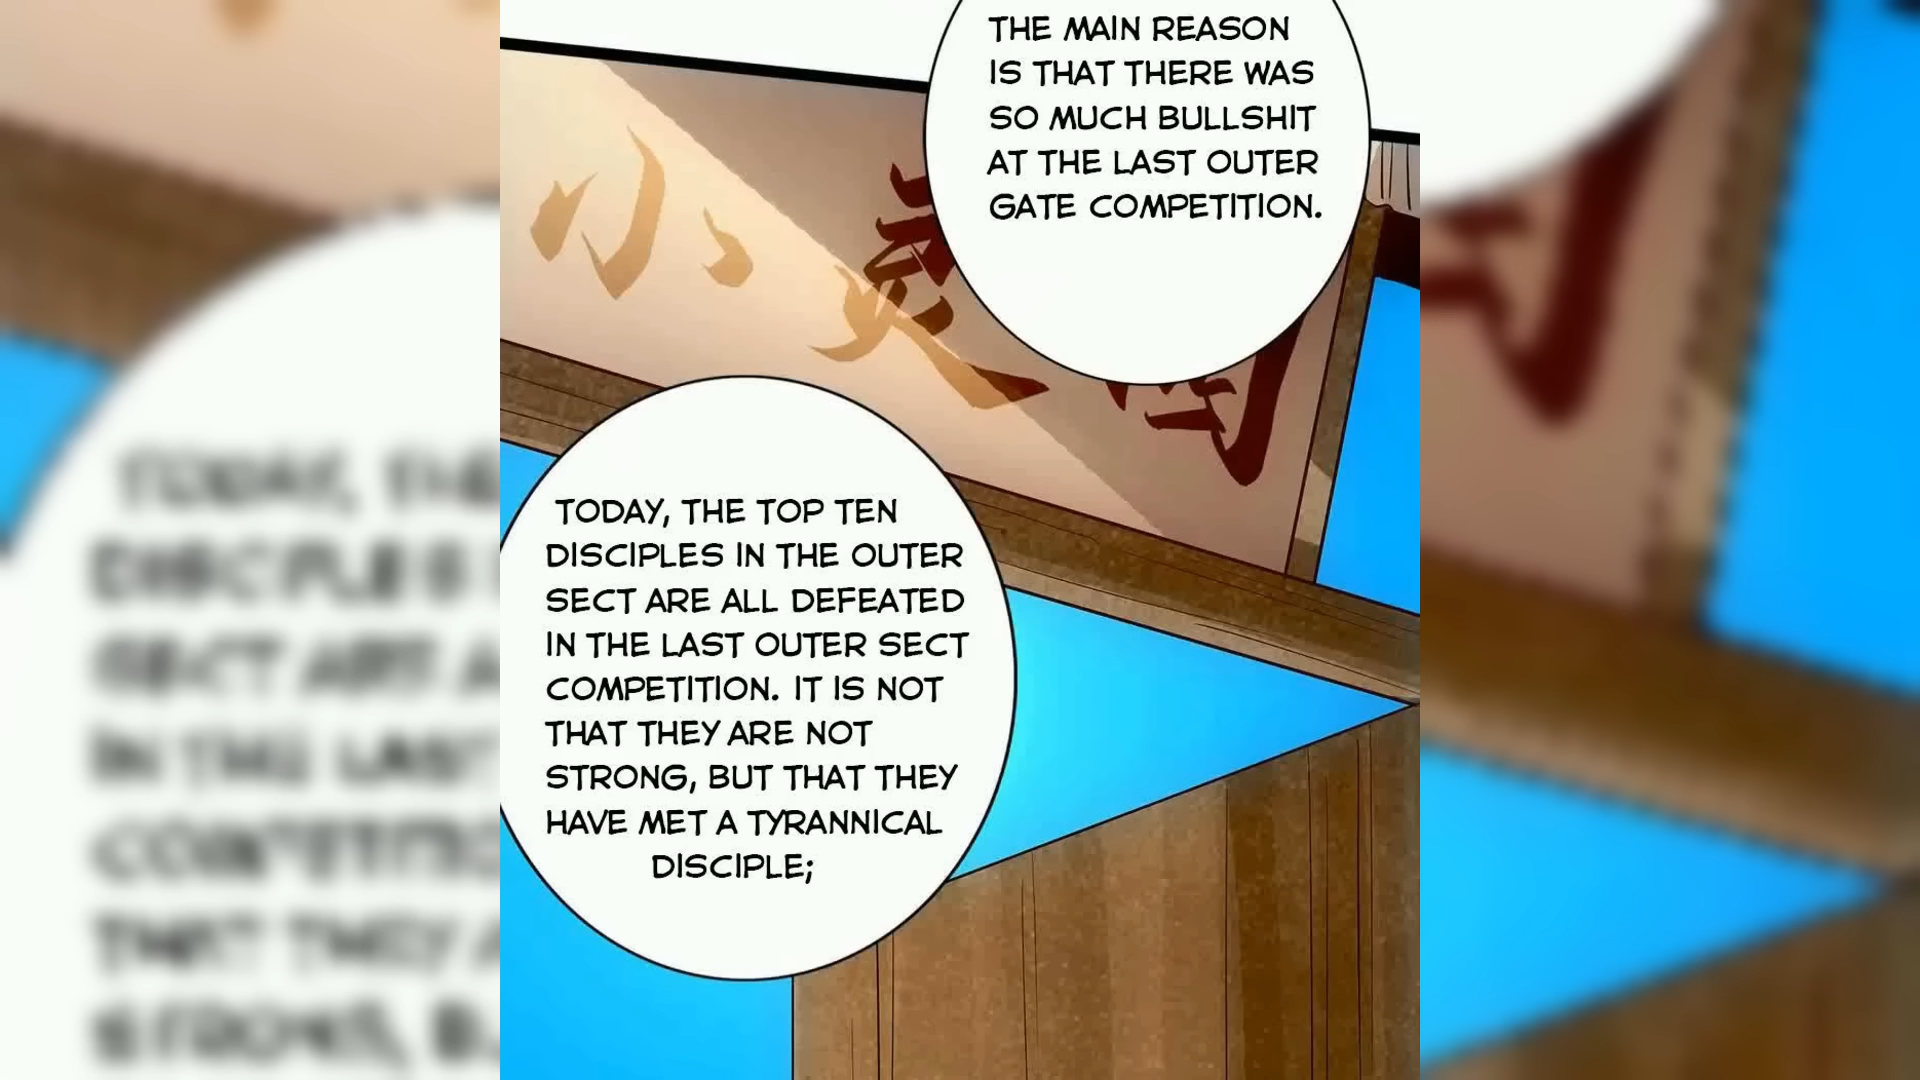 THE MAIN REASON
IS THAT THERE WAS
SO MUCH BULLSHIT
AT THE LAST OUTER
GATE COMPETITION.
TODAY, THE TOP TEN
DISCIPLES IN THE OUTER
SECT ARE ALL DEFEATED
IN THE LAST OUTER SECT
COMPETITION. IT IS NOT
THAT THEY ARE NOT
STRONG, BUT THAT THEY
HAVE MET A TYRANNICAL
DISCIPLE;